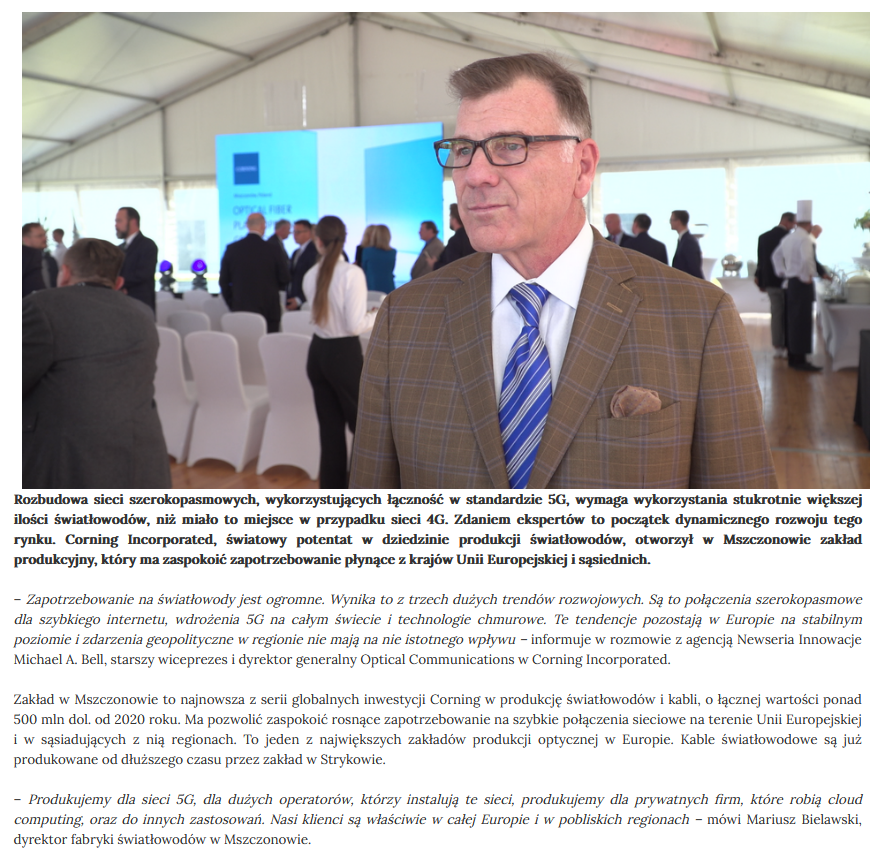 CORNING
OPTICAL FIBER
Rozbudowa sieci szerokopasmowych, wykorzystujących łączność w standardzie 5G, wymaga wykorzystania stukrotnie większej
ilości światłowodów, niż miało to miejsce w przypadku sieci 4G. Zdaniem ekspertów to początek dynamicznego rozwoju tego
rynku. Corning Incorporated, światowy potentat w dziedzinie produkcji światłowodów, otworzył w Mszczonowie zakład
produkcyjny, który ma zaspokoić zapotrzebowanie płynące z krajów Unii Europejskiej i sąsiednich.
– Zapotrzebowanie na światłowody jest ogromne. Wynika to z trzech dużych trendów rozwojowych. Są to połączenia szerokopasmowe
dla szybkiego internetu, wdrożenia 5G na całym świecie i technologie chmurowe. Te tendencje pozostają w Europie na stabilnym
poziomie i zdarzenia geopolityczne w regionie nie mają na nie istotnego wpływu – informuje w rozmowie z agencją Newseria Innowacje
Michael A. Bell, starszy wiceprezes i dyrektor generalny Optical Communications w Corning Incorporated.
Zakład w Mszczonowie to najnowsza z serii globalnych inwestycji Corning w produkcję światłowodów i kabli, o łącznej wartości ponad
500 mln dol. od 2020 roku. Ma pozwolić zaspokoić rosnące zapotrzebowanie na szybkie połączenia sieciowe na terenie Unii Europejskiej
i w sąsiadujących z nią regionach. To jeden z największych zakładów produkcji optycznej w Europie. Kable światłowodowe są już
produkowane od dłuższego czasu przez zakład w Strykowie.
– Produkujemy dla sieci 5G, dla dużych operatorów, którzy instalują te sieci, produkujemy dla prywatnych firm, które robią cloud
computing, oraz do innych zastosowań. Nasi klienci są właściwie w całej Europie i w pobliskich regionach – mówi Mariusz Bielawski,
dyrektor fabryki światłowodów w Mszczonowie.